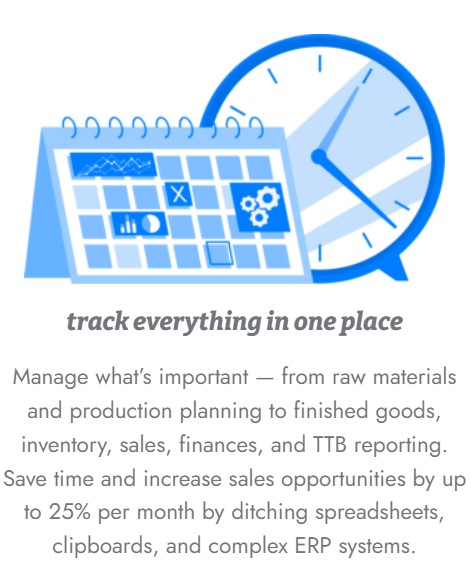 track everything in one place
Manage what's important — from raw materials
and production planning to finished goods,
inventory, sales, finances, and TTB reporting.
Save time and increase sales opportunities by up
to 25% per month by ditching spreadsheets,
clipboards, and complex ERP systems.